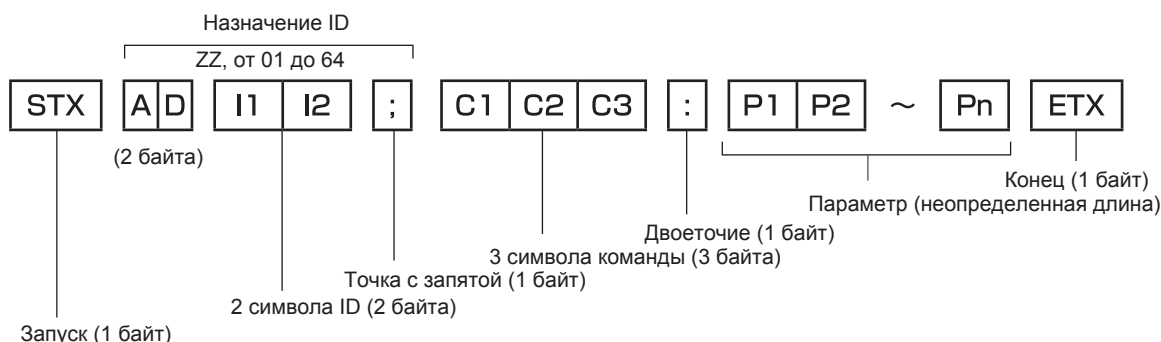 Назначение ID
ZZ, от 01 до 64
STX A D I1 I2 ; C1 C2 C3 : P1 P2 ~ Pn ETX
(2 байта)
Конец (1 байт)
Параметр (неопределенная длина)
Двоеточие (1 байт)
3 символа команды (3 байта)
Точка с запятой (1 байт)
2 символа ID (2 байта)
Запуск (1 байт)